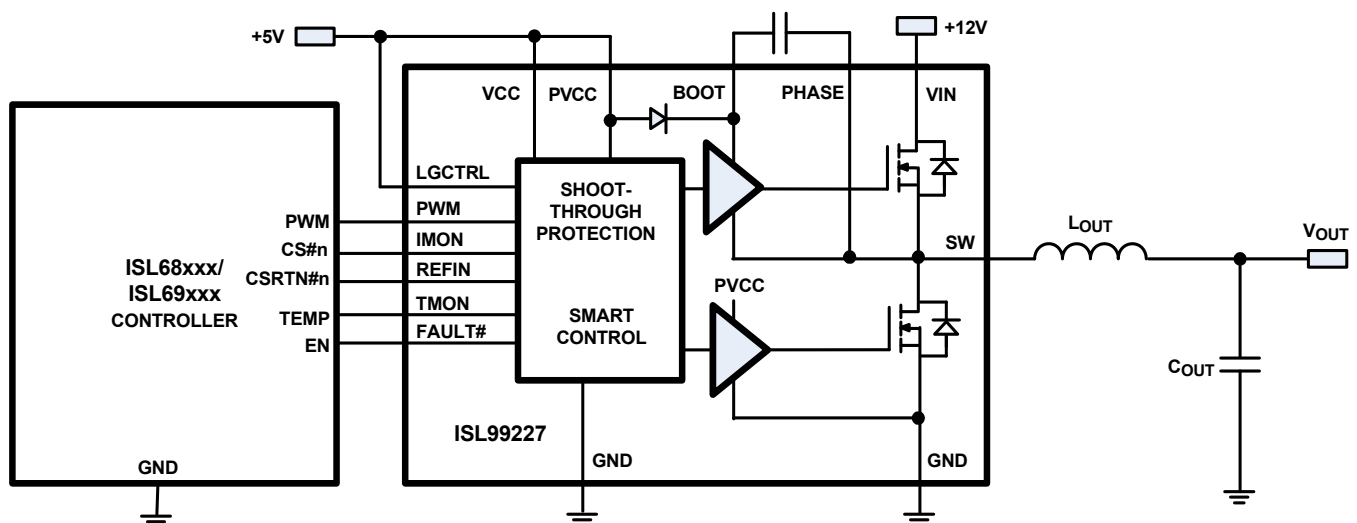 +5V
+12V
VCC
PVCC
BOOT
PHASE
VIN
LGCTRL
PWM
IMON
REFIN
TMON
FAULT#
SHOOT-
THROUGH
PROTECTION
SMART
CONTROL
PWM
CS#n
CSRTN#n
TEMP
EN
ISL68xxx/
ISL69xxx
CONTROLLER
GND
PVCC
SW
LOUT
VOUT
COUT
ISL99227
GND
GND